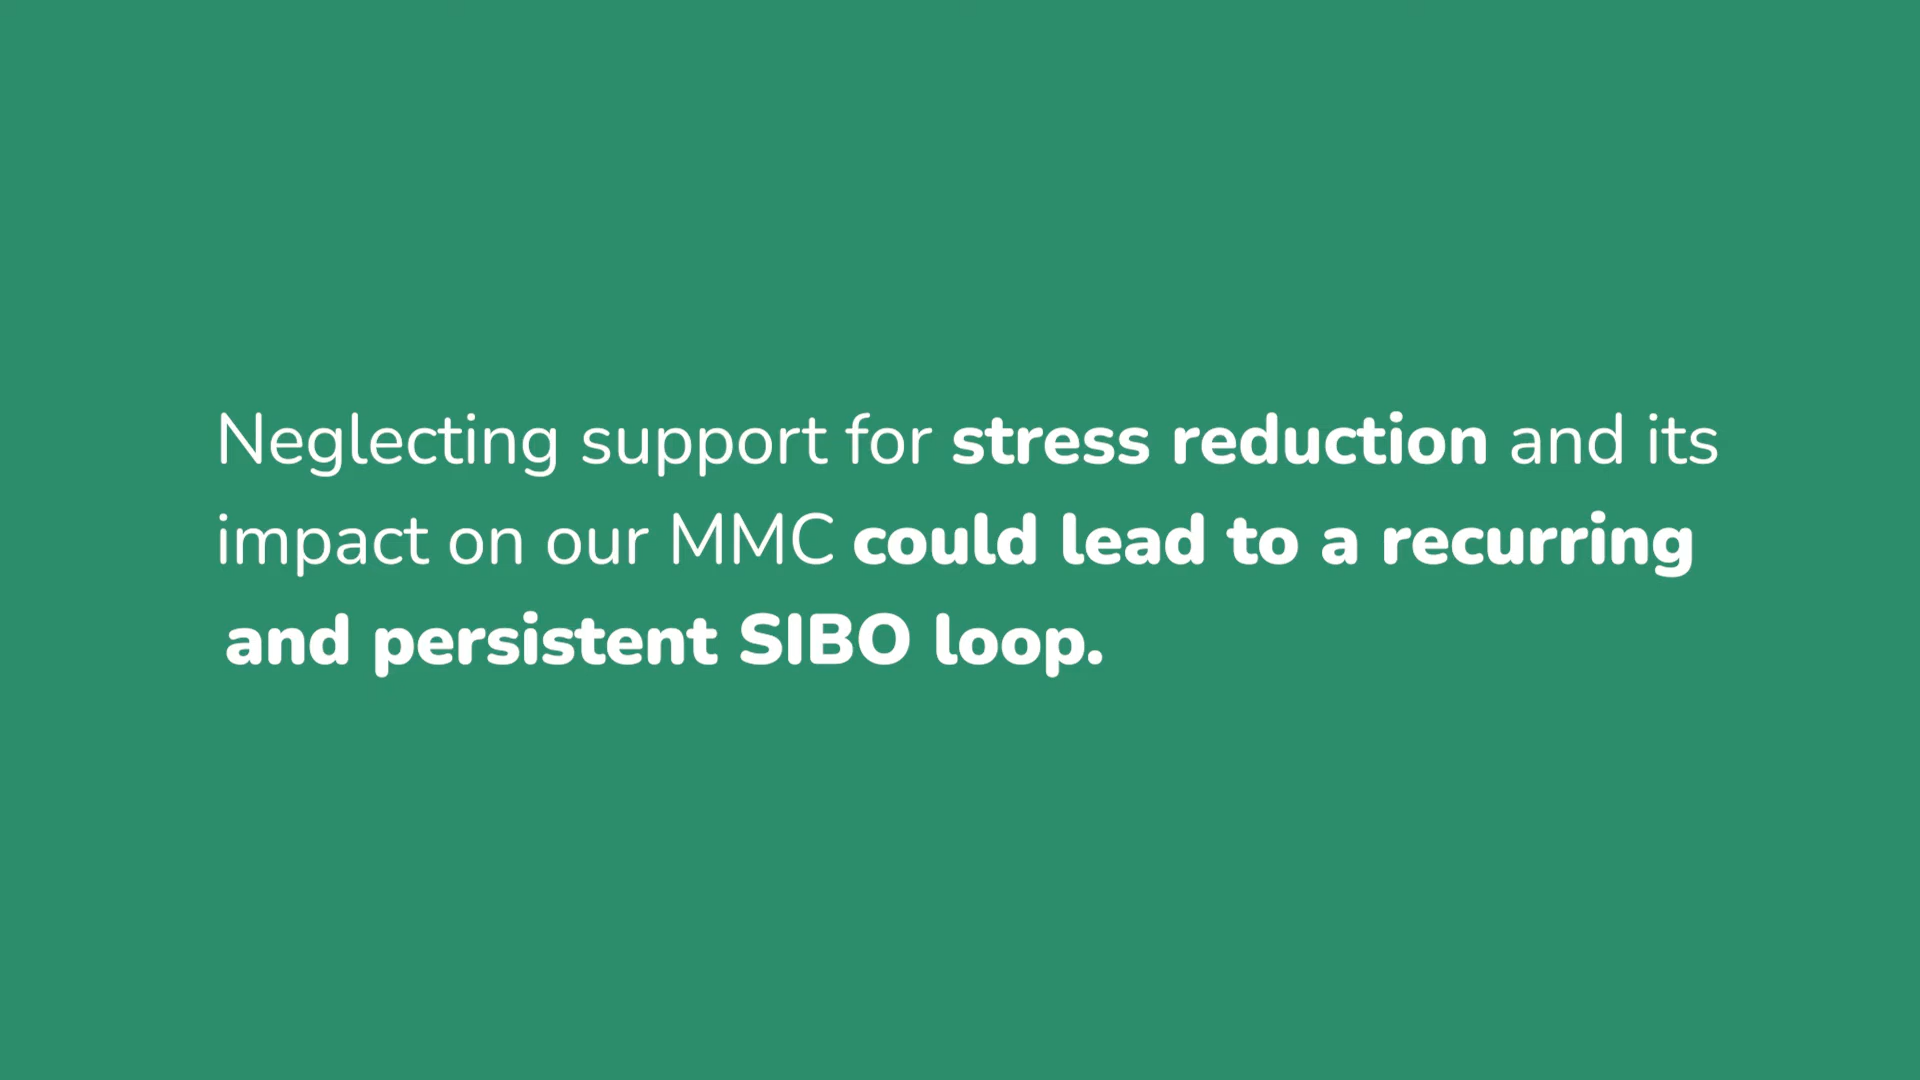 Neglecting support for stress reduction and its
impact on our MMC could lead to a recurring
and persistent SIBO loop.